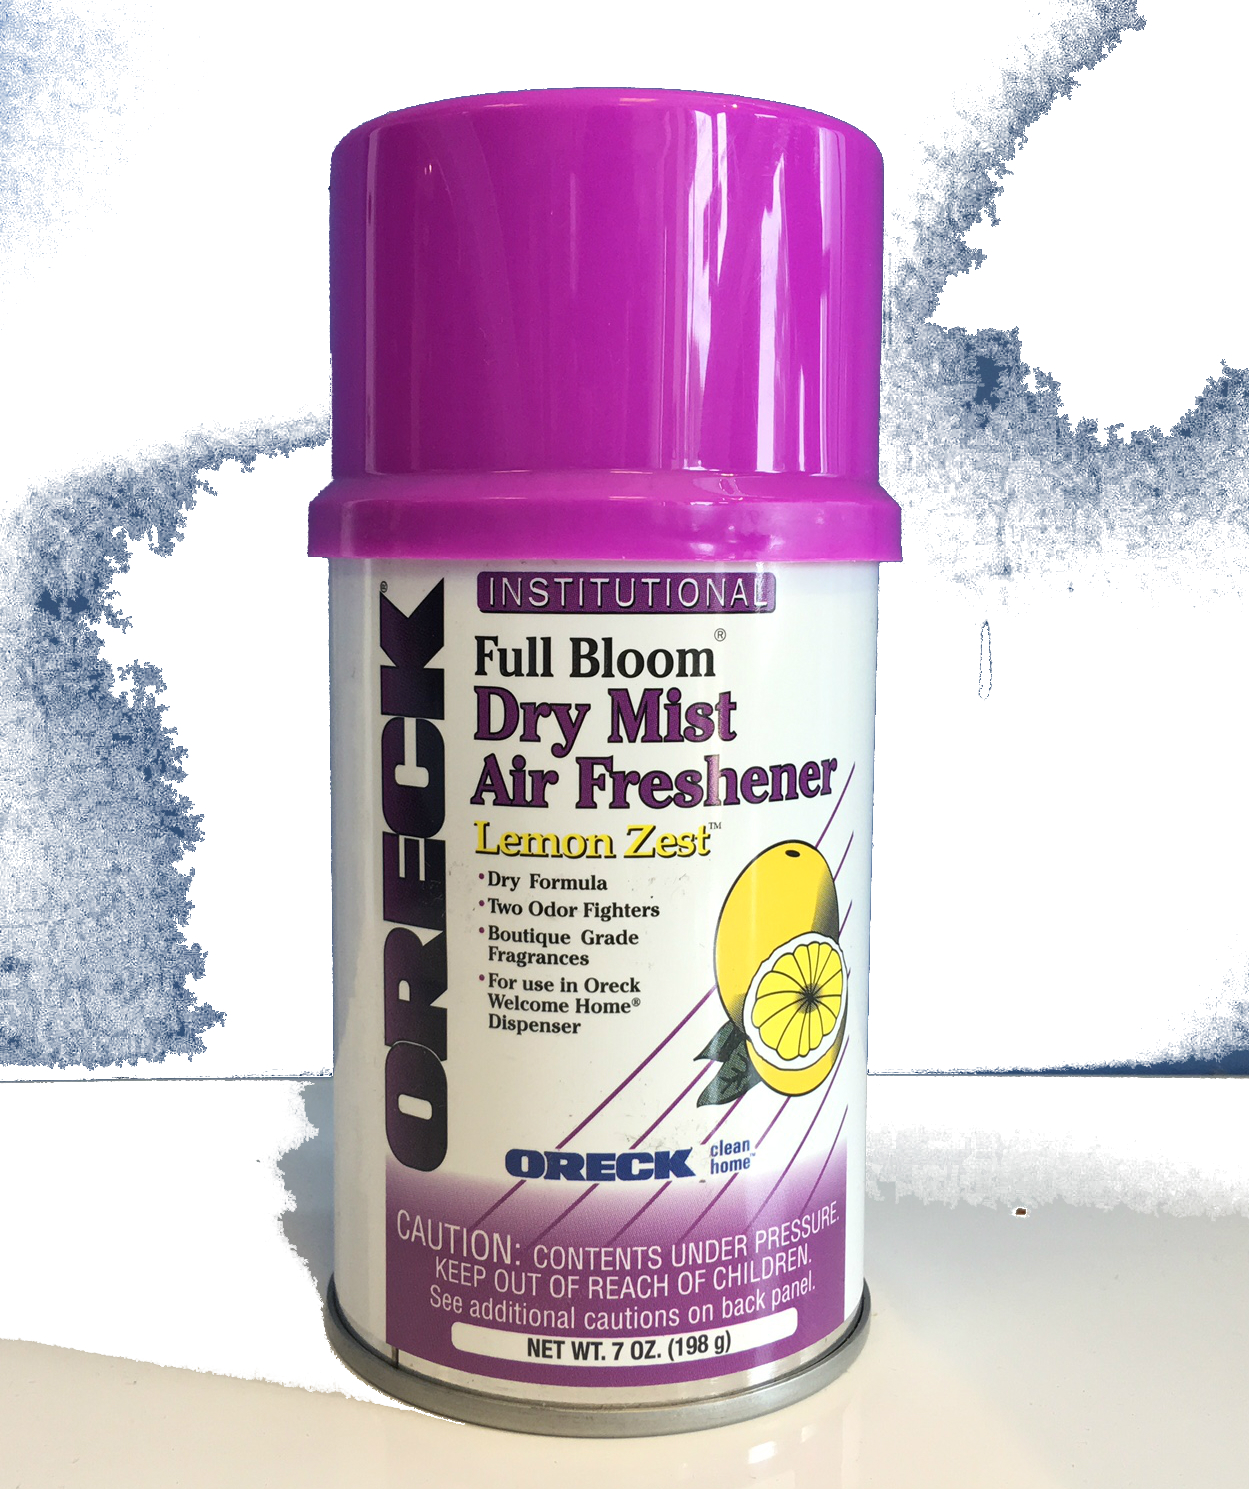 ORECK®
INSTITUTIONAL
Full Bloom®
Dry Mist
Air Freshener
Lemon Zest™
•Dry Formula
•Two Odor Fighters
•Boutique Grade
Fragrances
•For use in Oreck
Welcome Home®
Dispenser
ORECK clean
home™
CAUTION: CONTENTS UNDER PRESSURE.
KEEP OUT OF REACH OF CHILDREN.
See additional cautions on back panel.
NET WT. 7 OZ. (198 g)